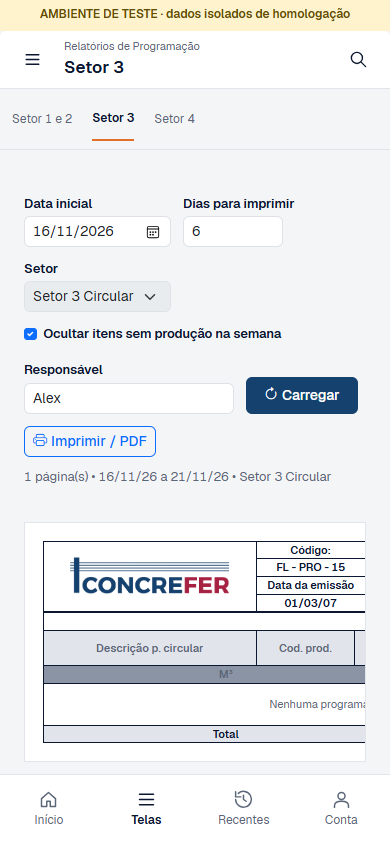 AMBIENTE DE TESTE · dados isolados de homologação
Relatórios de Programação
Setor 3
Setor 1 e 2
Setor 3
Setor 4
Data inicial
Dias para imprimir
16/11/2026
6
Setor
Setor 3 Circular
Ocultar itens sem produção na semana
Responsável
Alex
Carregar
Imprimir / PDF
1 página(s) • 16/11/26 a 21/11/26 • Setor 3 Circular
CONCREFER
Código:
FL - PRO - 15
Data da emissão
01/03/07
Descrição p. circular
Cod. prod.
M³
Nenhuma programa
Total
Início
Telas
Recentes
Conta